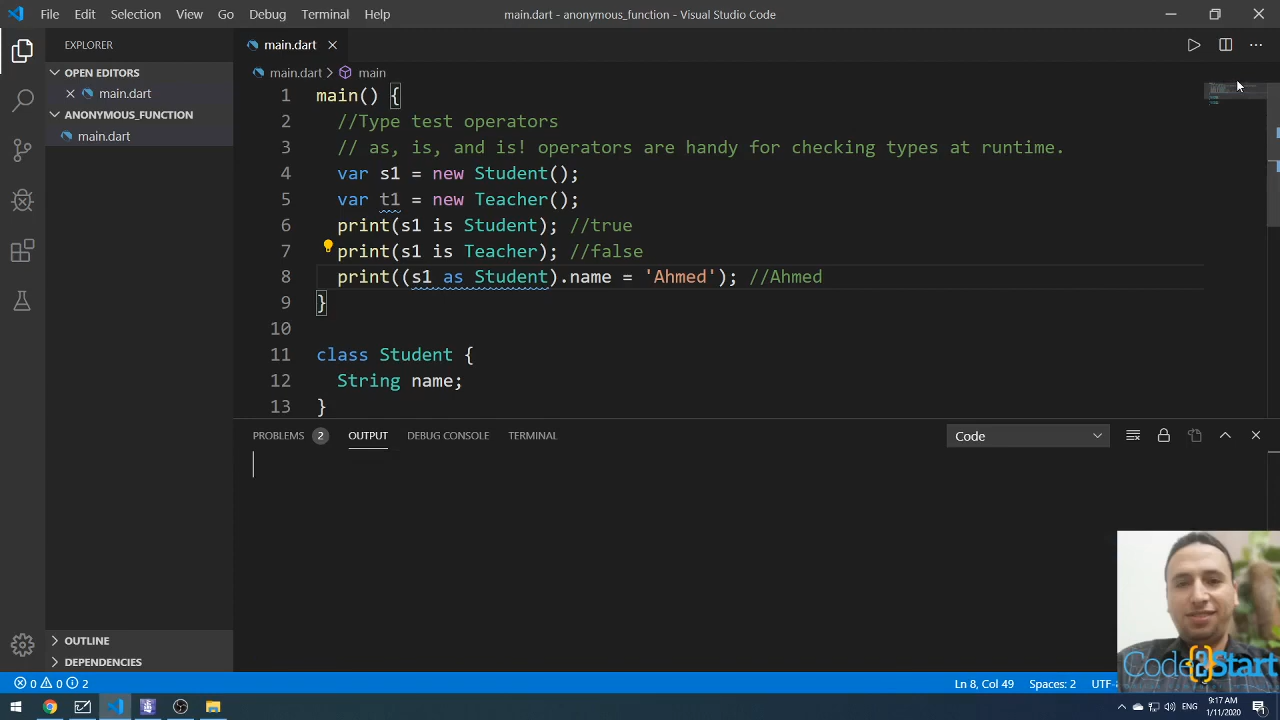 File Edit Selection View Go Debug Terminal Help
main.dart - anonymous_function - Visual Studio Code
EXPLORER
OPEN EDITORS
main.dart
ANONYMOUS_FUNCTION
main.dart
OUTLINE
DEPENDENCIES
main.dart
main.dart > main
1 main() {
2 //Type test operators
3 // as, is, and is! operators are handy for checking types at runtime.
4 var s1 = new Student();
5 var t1 = new Teacher();
6 print(s1 is Student); //true
7 print(s1 is Teacher); //false
8 print((s1 as Student).name = 'Ahmed'); //Ahmed
9 }
10
11 class Student {
12 String name;
13 }
PROBLEMS 2 OUTPUT DEBUG CONSOLE TERMINAL
Code
Code{2}Start
0 0 2
Ln 8, Col 49 Spaces: 2 UTF-
ENG
9:17 AM
1/11/2020
1